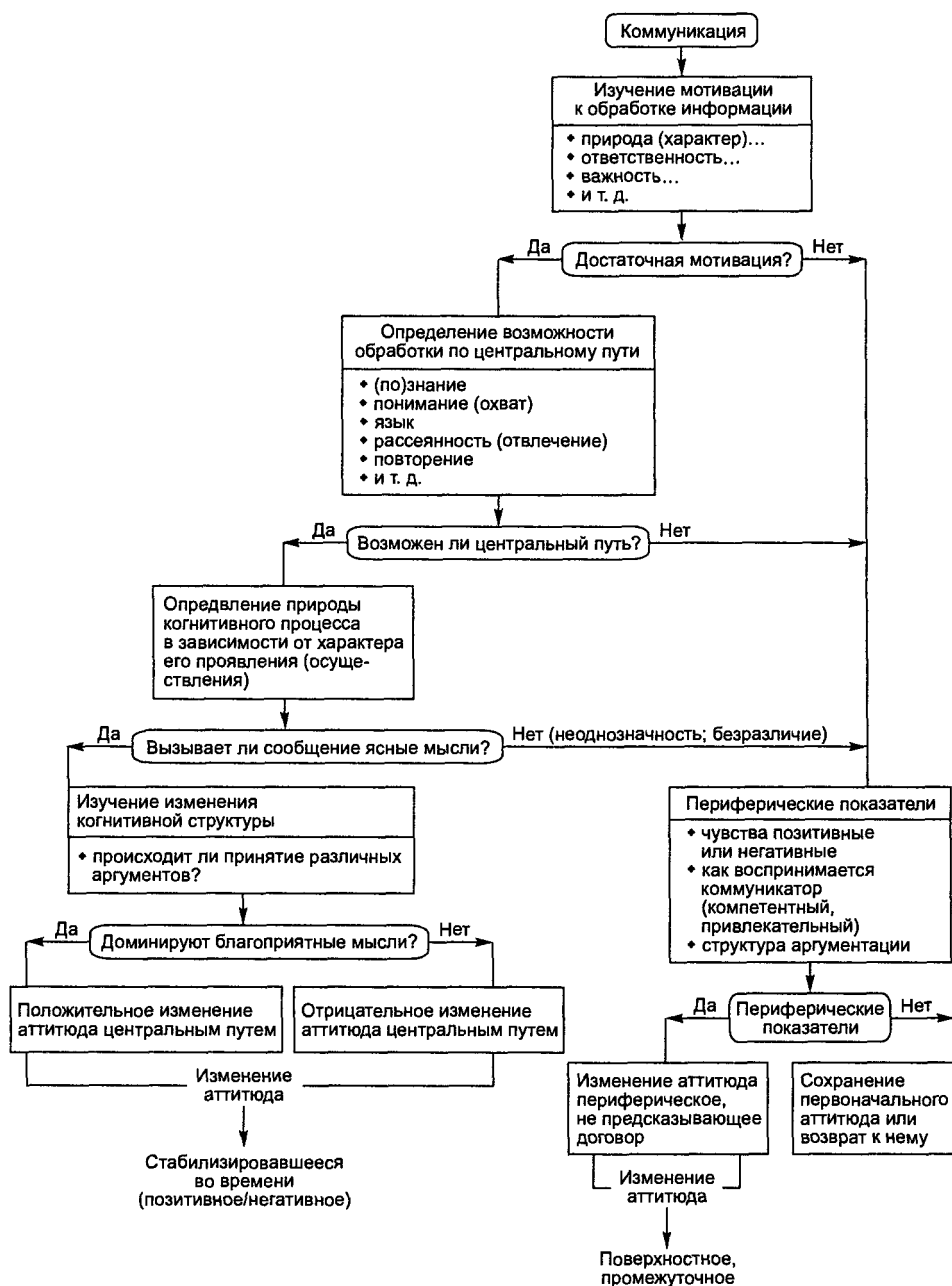 Коммуникация
Изучение мотивации
к обработке информации
• природа (характер)...
• ответственность...
• важность...
• и т. д.
Да
Достаточная мотивация?
Нет
Определение возможности
обработки по центральному пути
• (по)знание
• понимание (охват)
• язык
• рассеянность (отвлечение)
• повторение
• и т. д.
Да
Возможен ли центральный путь?
Нет
Опредвление природы
когнитивного процесса
в зависимости от характера
его проявления (осуще-
ствления)
Да
Вызывает ли сообщение ясные мысли?
Нет (неоднозначность; безразличие)
Изучение изменения
когнитивной структуры
• происходит ли принятие различных
аргументов?
Да
Доминируют благоприятные мысли?
Нет
Положительное изменение
аттитюда центральным путем
Отрицательное изменение
аттитюда центральным путем
Изменение
аттитюда
Стабилизировавшееся
во времени
(позитивное/негативное)
Периферические показатели
• чувства позитивные
или негативные
• как воспринимается
коммуникатор
(компетентный,
привлекательный)
• структура аргументации
Да
Периферические
показатели
Нет
Изменение аттитюда
периферическое,
не предсказывающее
договор
Сохранение
первоначального
аттитюда или
возврат к нему
Изменение
аттитюда
Поверхностное,
промежуточное